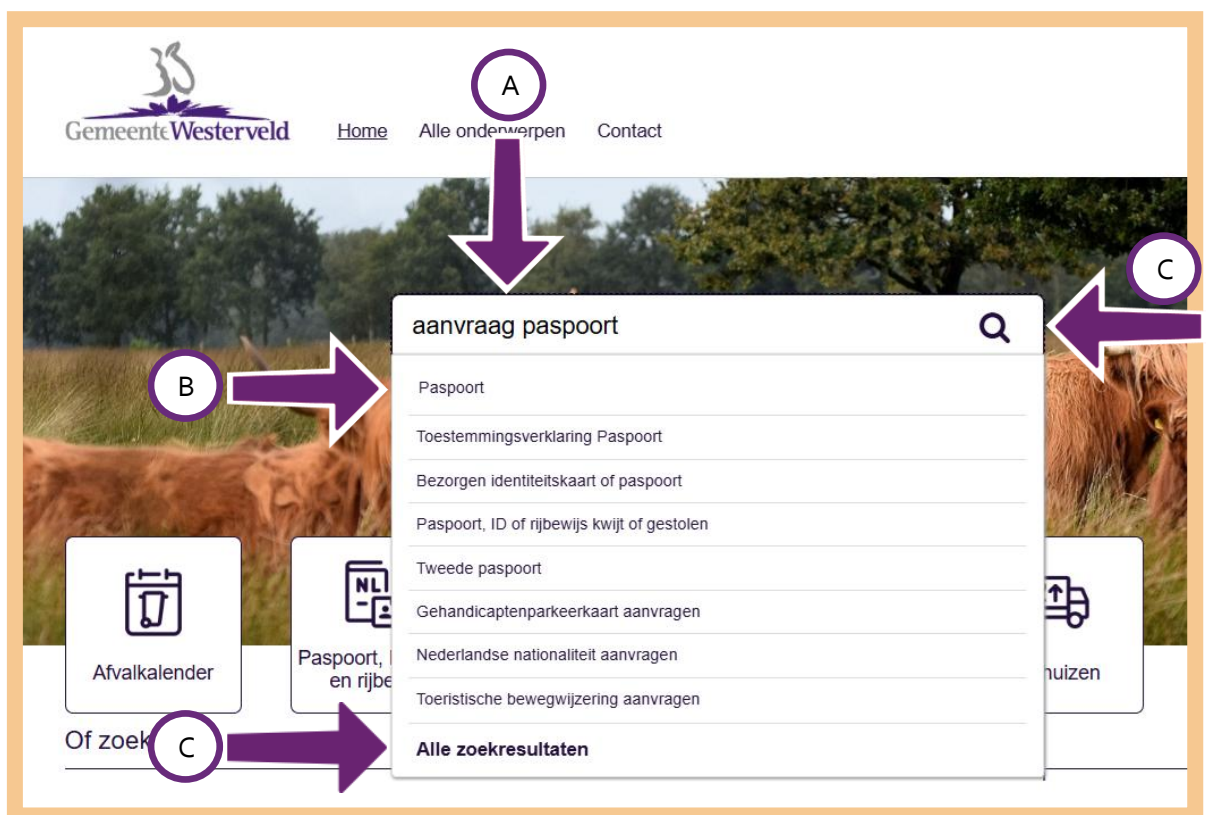 GemeenteWesterveld
Home Alle onderwerpen Contact
A
C
aanvraag paspoort
B
Paspoort
Toestemmingsverklaring Paspoort
Bezorgen identiteitskaart of paspoort
Paspoort, ID of rijbewijs kwijt of gestolen
Tweede paspoort
Gehandicaptenparkeerkaart aanvragen
Nederlandse nationaliteit aanvragen
Toeristische bewegwijzering aanvragen
Alle zoekresultaten
NL
Afvalkalender
Paspoort,
en
Of zoek
C